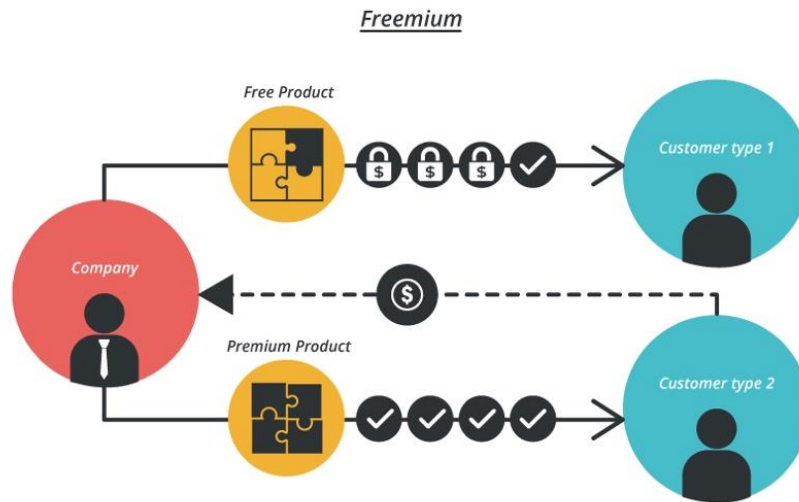 Freemium
Free Product
$ $ $
Customer type 1
Company
$
Premium Product
Customer type 2